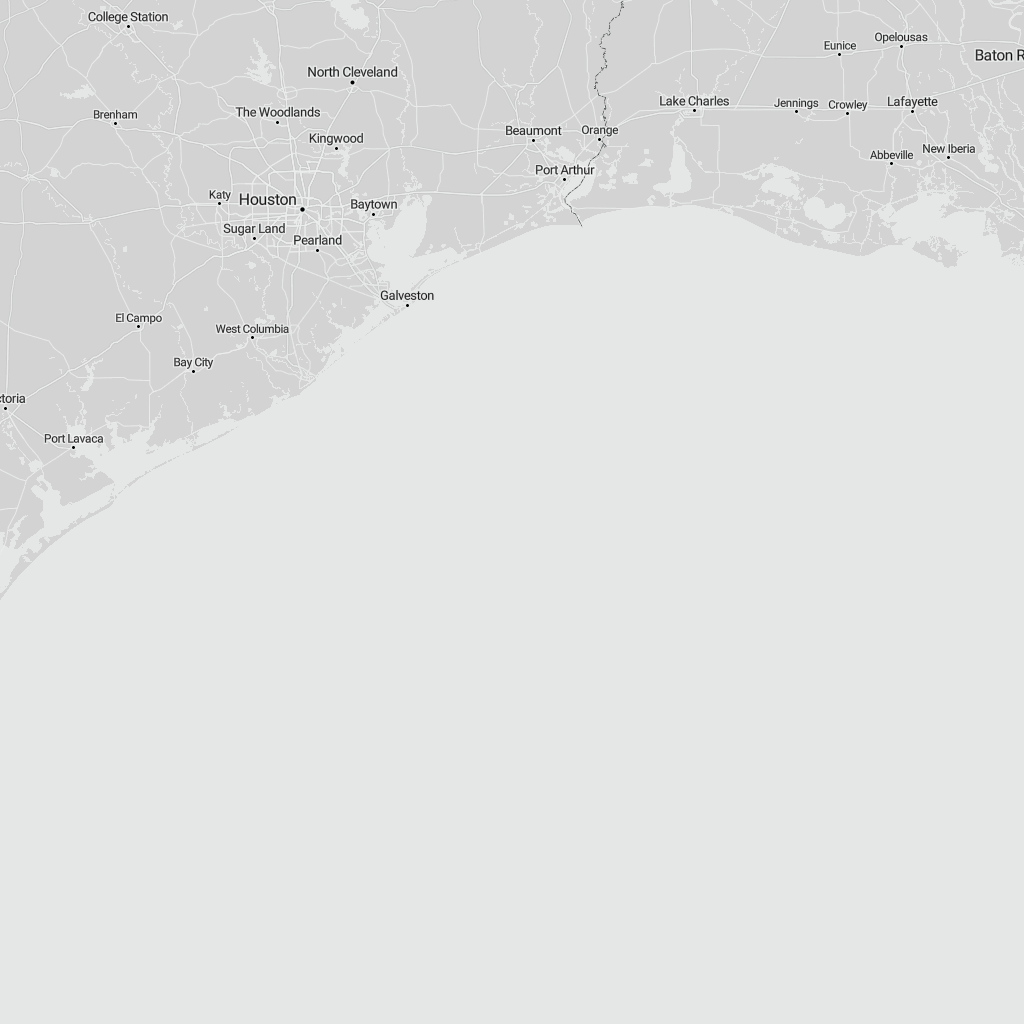 College Station
Opelousas
Eunice
Baton R
North Cleveland
Lake Charles
Jennings
Crowley
Lafayette
Brenham
The Woodlands
Kingwood
Beaumont
Orange
New Iberia
Abbeville
Port Arthur
Katy
Houston
Baytown
Sugar Land
Pearland
Galveston
El Campo
West Columbia
Bay City
ctoria
Port Lavaca